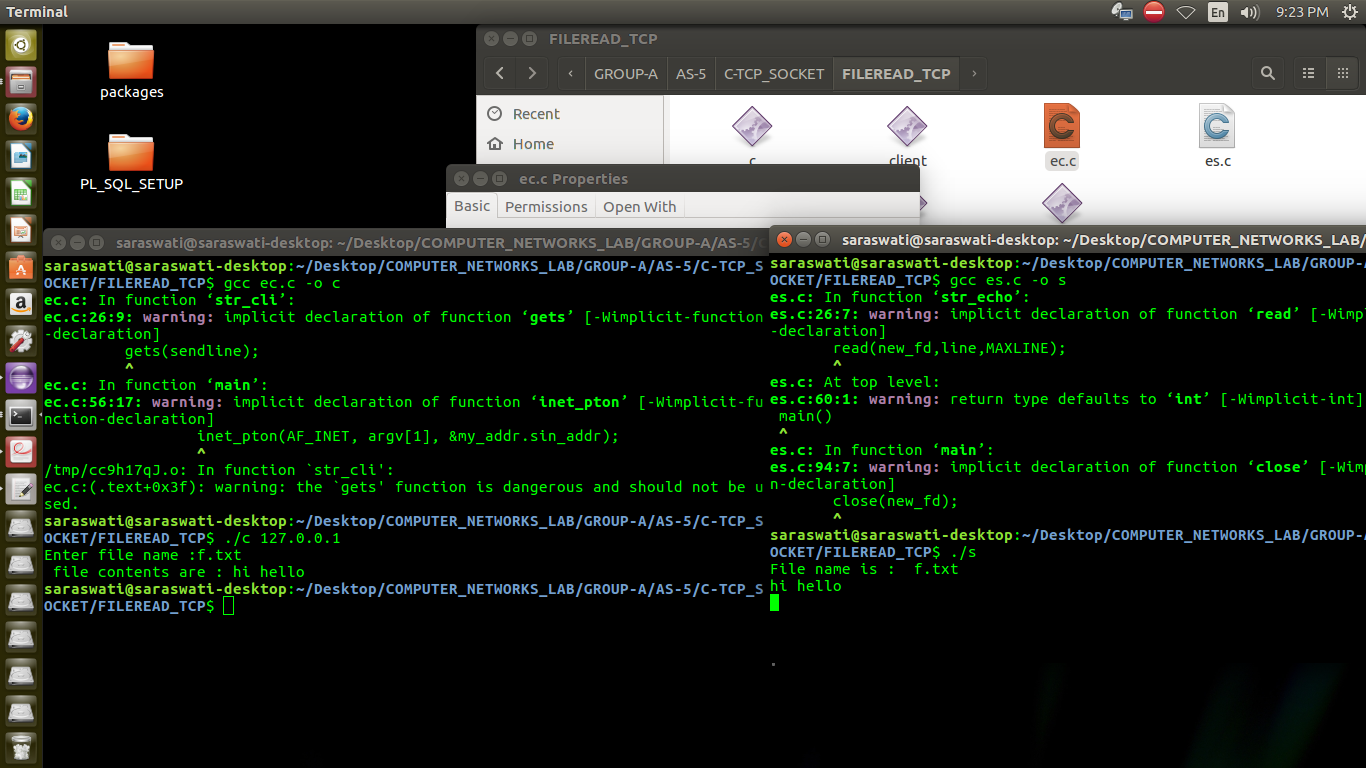 Terminal
En
9:23 PM
packages
PL_SQL_SETUP
FILEREAD_TCP
GROUP-A
AS-5
C-TCP_SOCKET
FILEREAD_TCP
Recent
Home
c
client
ec.c
es.c
ec.c Properties
Basic
Permissions
Open With
saraswati@saraswati-desktop: ~/Desktop/COMPUTER_NETWORKS_LAB/GROUP-A/AS-5/C
saraswati@saraswati-desktop:~/Desktop/COMPUTER_NETWORKS_LAB/GROUP-A/AS-5/C-TCP_S
OCKET/FILEREAD_TCP$ gcc ec.c -o c
ec.c: In function ‘str_cli’:
ec.c:26:9: warning: implicit declaration of function ‘gets’ [-Wimplicit-function
-declaration]
gets(sendline);
^
ec.c: In function ‘main’:
ec.c:56:17: warning: implicit declaration of function ‘inet_pton’ [-Wimplicit-fu
nction-declaration]
inet_pton(AF_INET, argv[1], &my_addr.sin_addr);
^
/tmp/cc9h17qJ.o: In function `str_cli':
ec.c:(.text+0x3f): warning: the `gets' function is dangerous and should not be u
sed.
saraswati@saraswati-desktop:~/Desktop/COMPUTER_NETWORKS_LAB/GROUP-A/AS-5/C-TCP_S
OCKET/FILEREAD_TCP$ ./c 127.0.0.1
Enter file name :f.txt
file contents are : hi hello
saraswati@saraswati-desktop:~/Desktop/COMPUTER_NETWORKS_LAB/GROUP-A/AS-5/C-TCP_S
OCKET/FILEREAD_TCP$
saraswati@saraswati-desktop: ~/Desktop/COMPUTER_NETWORKS_LAB/
saraswati@saraswati-desktop:~/Desktop/COMPUTER_NETWORKS_LAB/GROUP-A
OCKET/FILEREAD_TCP$ gcc es.c -o s
es.c: In function ‘str_echo’:
es.c:26:7: warning: implicit declaration of function ‘read’ [-Wimpl
-declaration]
read(new_fd,line,MAXLINE);
^
es.c: At top level:
es.c:60:1: warning: return type defaults to ‘int’ [-Wimplicit-int]
main()
^
es.c: In function ‘main’:
es.c:94:7: warning: implicit declaration of function ‘close’ [-Wimp
n-declaration]
close(new_fd);
^
saraswati@saraswati-desktop:~/Desktop/COMPUTER_NETWORKS_LAB/GROUP-A
OCKET/FILEREAD_TCP$ ./s
File name is : f.txt
hi hello